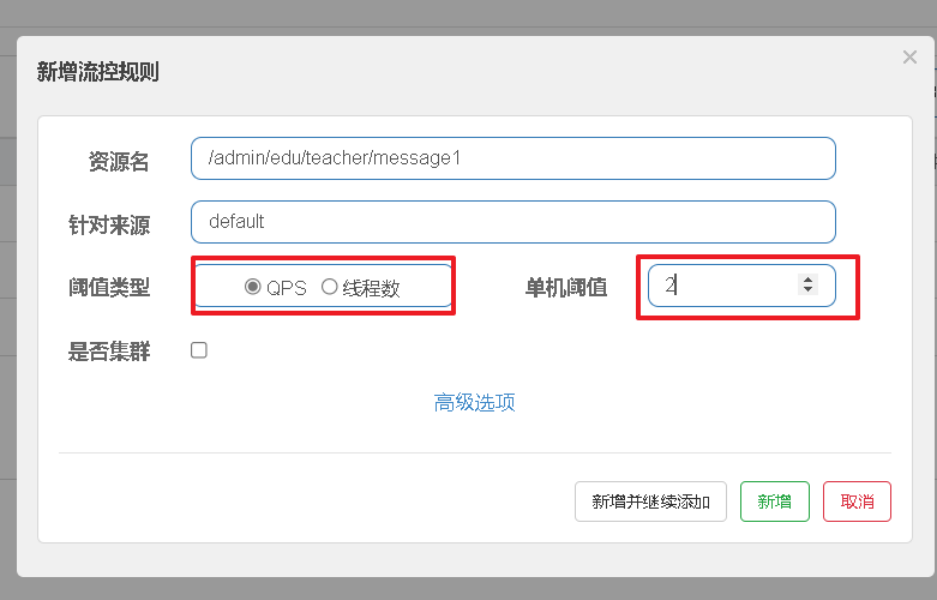 新增流控规则
×
资源名 /admin/edu/teacher/message1
针对来源 default
阈值类型 QPS 线程数 单机阈值 2
是否集群
高级选项
新增并继续添加 新增 取消